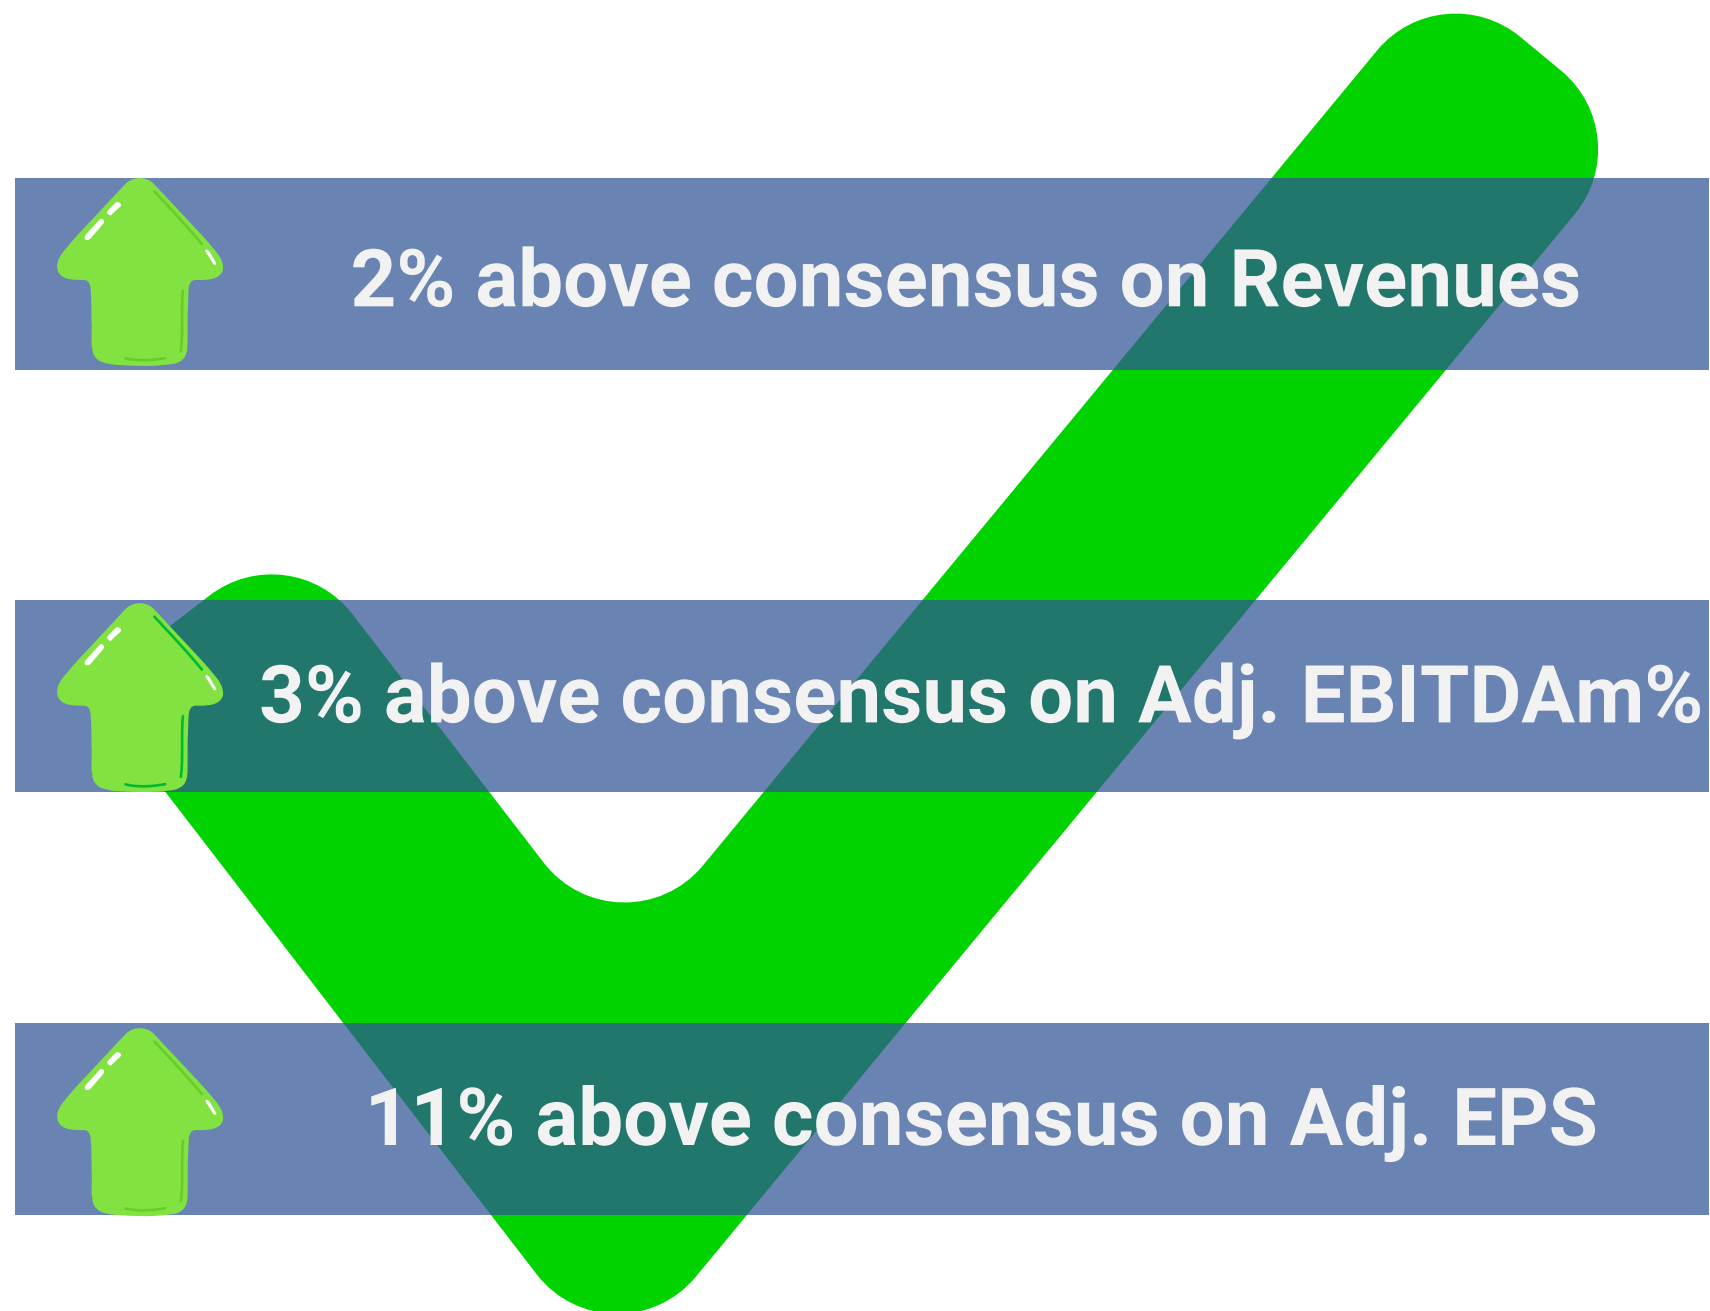 2% above consensus on Revenues
3% above consensus on Adj. EBITDAm%
11% above consensus on Adj. EPS